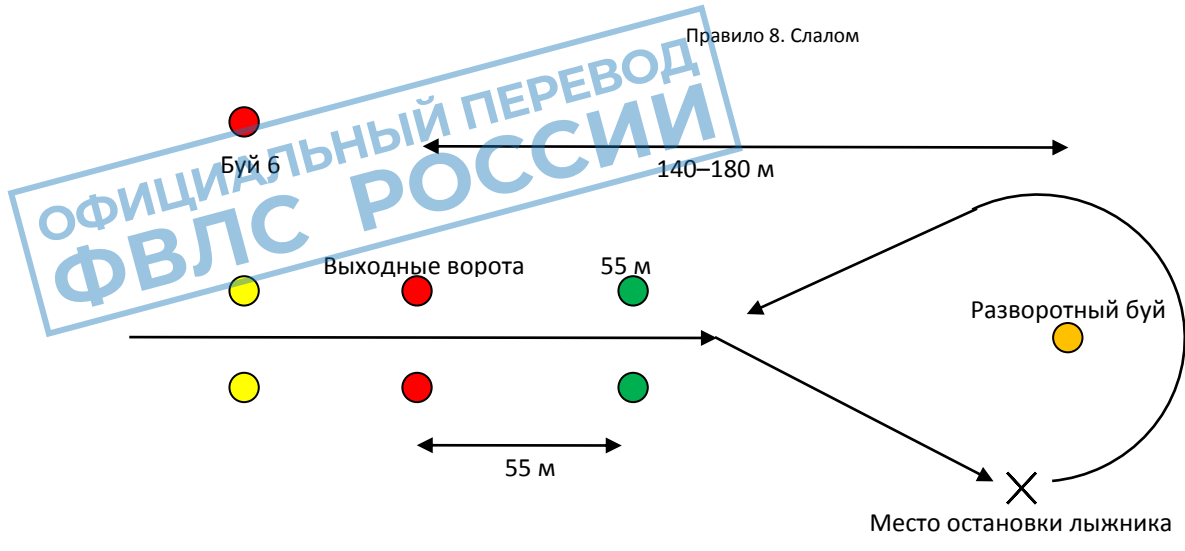 Правило 8. Слалом
ОФИЦИАЛЬНЫЙ ПЕРЕВОД
ФВЛС РОССИИ
Буй 6
140–180 м
Выходные ворота
55 м
Разворотный буй
55 м
Место остановки лыжника